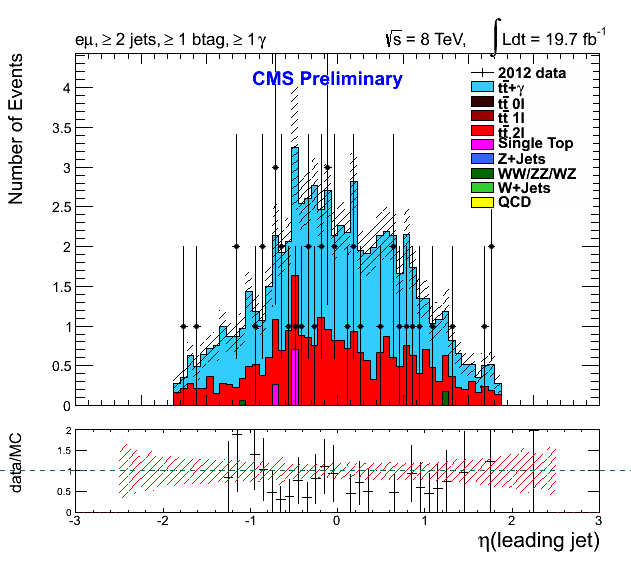 eμ, ≥ 2 jets, ≥ 1 btag, ≥ 1 γ
√s = 8 TeV, ∫ Ldt = 19.7 fb⁻¹
CMS Preliminary
2012 data
tt̄+γ
tt̄ 0l
tt̄ 1l
tt̄ 2l
Single Top
Z+Jets
WW/ZZ/WZ
W+Jets
QCD
Number of Events
4
3.5
3
2.5
2
1.5
1
0.5
0
data/MC
2
1.5
1
0.5
0
-3 -2 -1 0 1 2 3
η(leading jet)